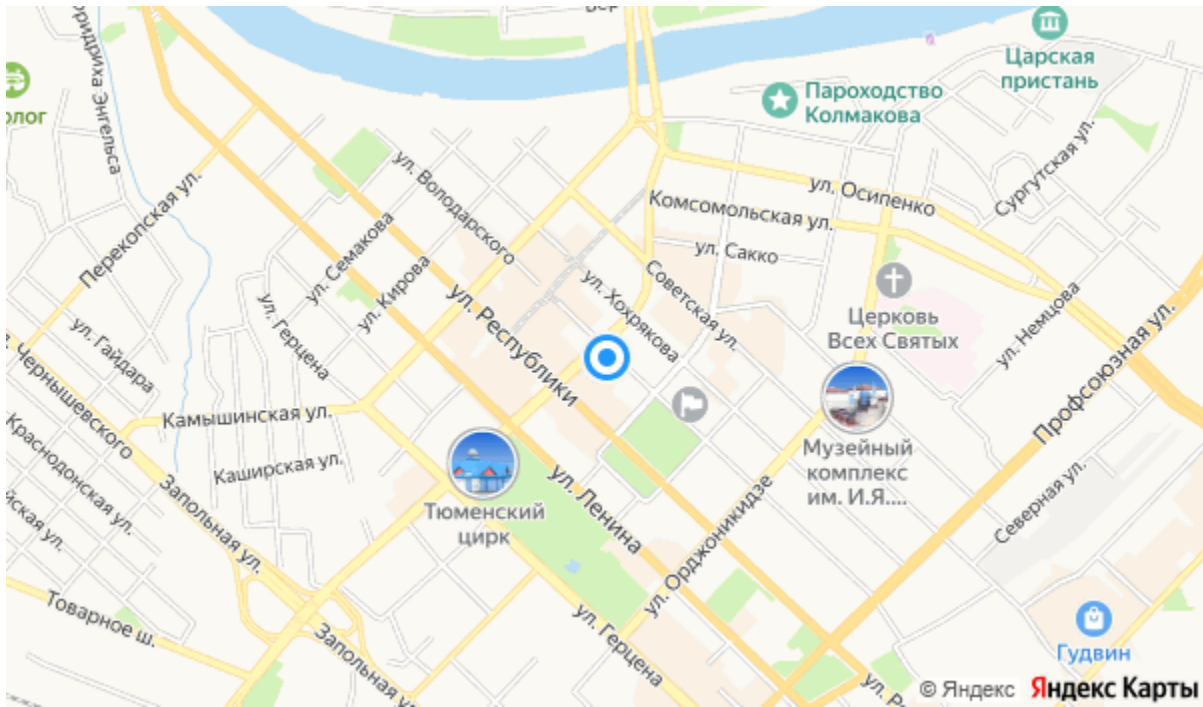 Фридриха Энгельса
Царская
пристань
Пароходство
Колмакова
Сургутская ул.
ул. Осипенко
Комсомольская ул.
ул. Сакко
ул. Володарского
Перекопская ул.
ул. Семакова
ул. Кирова
ул. Хохрякова
Советская ул.
Церковь
Всех Святых
ул. Немцова
Профсоюзная ул.
ул. Герцена
ул. Республики
ул. Гайдара
Чернышевского
Камышинская ул.
Каширская ул.
Краснодонская ул.
Запольная ул.
Тюменский
цирк
ул. Ленина
Музейный
комплекс
им. И.Я....
ул. Орджоникидзе
Северная ул.
Товарное ш.
Запольная
ул. Герцена
Гудвин
© Яндекс Яндекс Карты